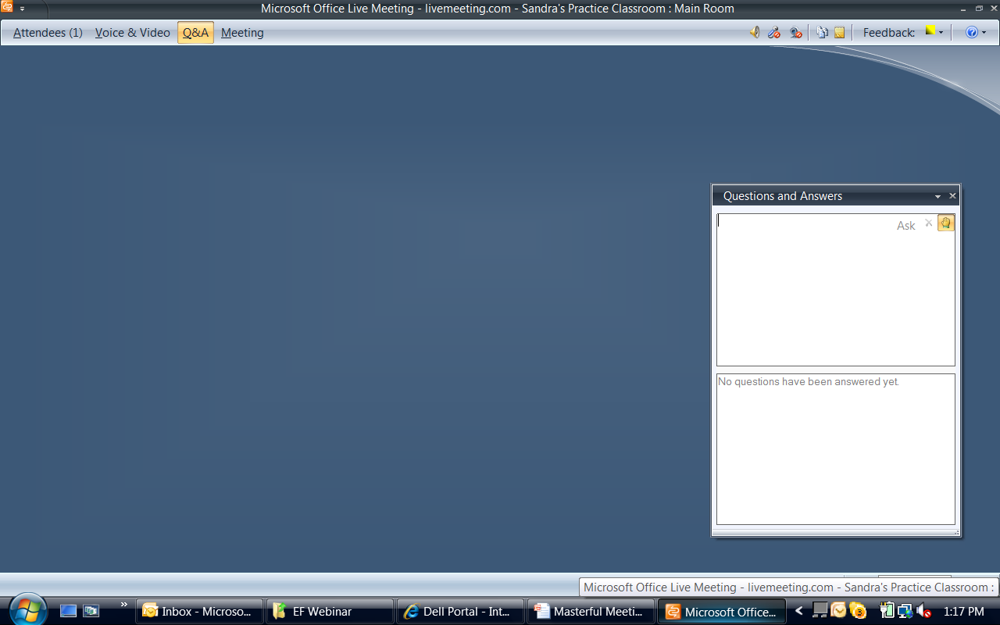 Microsoft Office Live Meeting - livemeeting.com - Sandra's Practice Classroom : Main Room
Attendees (1) Voice & Video Q&A Meeting Feedback:
Questions and Answers
Ask
No questions have been answered yet.
Microsoft Office Live Meeting - livemeeting.com - Sandra's Practice Classroom :
Inbox - Microso... EF Webinar Dell Portal - Int... Masterful Meeti... Microsoft Office... 1:17 PM